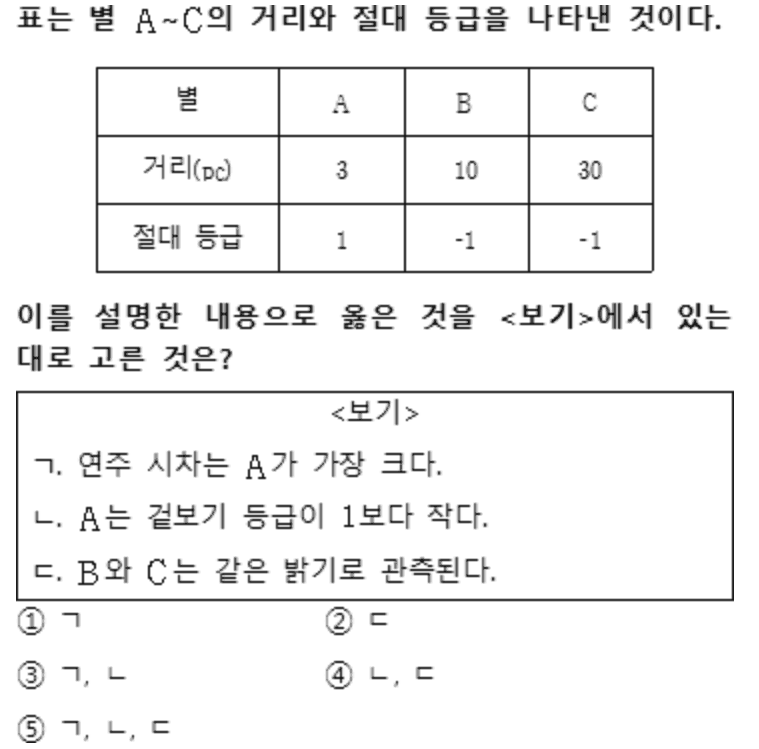 표는 별 A~C의 거리와 절대 등급을 나타낸 것이다.
별 A B C
거리(pc) 3 10 30
절대 등급 1 -1 -1
이를 설명한 내용으로 옳은 것을 <보기>에서 있는
대로 고른 것은?
<보기>
ㄱ. 연주 시차는 A가 가장 크다.
ㄴ. A는 겉보기 등급이 1보다 작다.
ㄷ. B와 C는 같은 밝기로 관측된다.
① ㄱ ② ㄷ
③ ㄱ, ㄴ ④ ㄴ, ㄷ
⑤ ㄱ, ㄴ, ㄷ